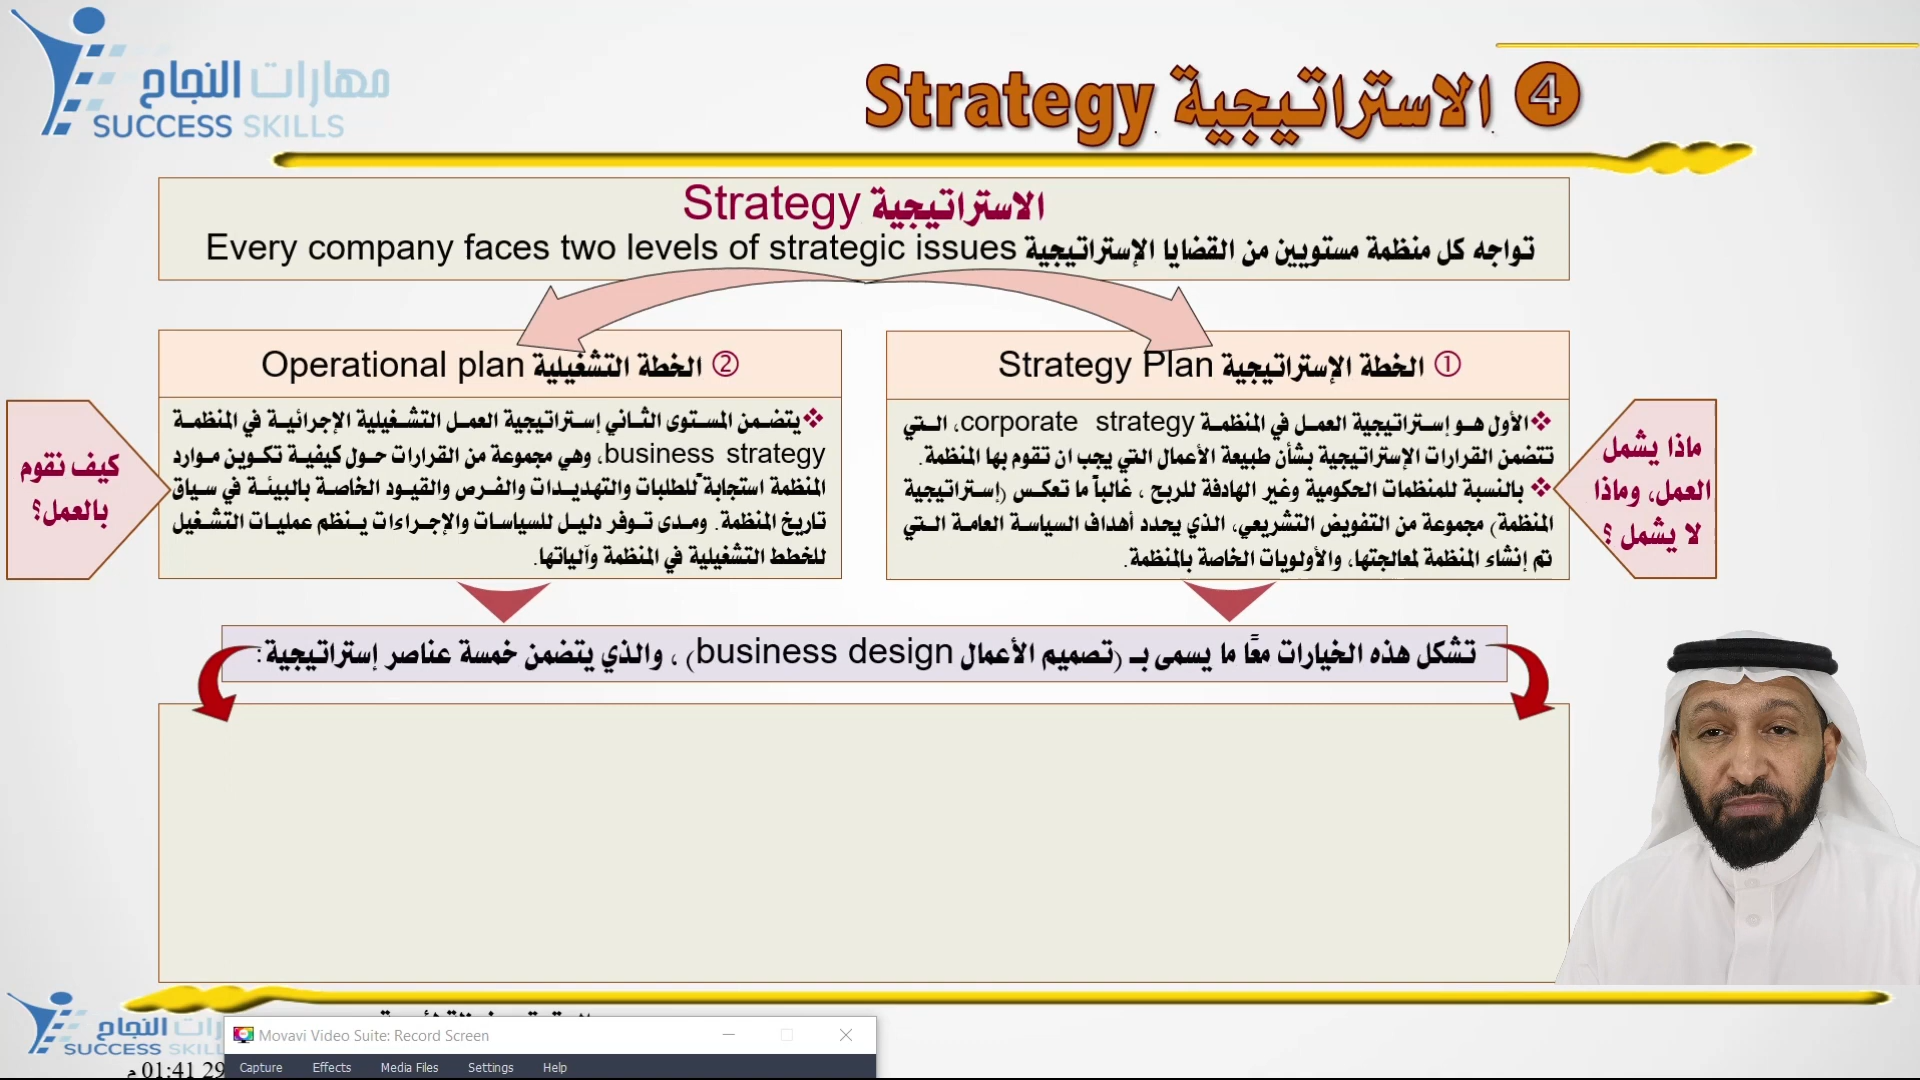 مهارات النجاح
SUCCESS SKILLS
❹ الاستراتيجية Strategy
الاستراتيجية Strategy
تواجه كل منظمة مستويين من القضايا الإستراتيجية Every company faces two levels of strategic issues
① الخطة الإستراتيجية Strategy Plan
❖الأول هو إستراتيجية العمل في المنظمة corporate strategy، التي
تتضمن القرارات الإستراتيجية بشأن طبيعة الأعمال التي يجب ان تقوم بها المنظمة.
❖ بالنسبة للمنظمات الحكومية وغير الهادفة للربح ، غالباً ما تعكس (إستراتيجية
المنظمة) مجموعة من التفويض التشريعي، الذي يحدد أهداف السياسة العامة التي
تم إنشاء المنظمة لمعالجتها، والأولويات الخاصة بالمنظمة.
ماذا يشمل
العمل، وماذا
لا يشمل ؟
② الخطة التشغيلية Operational plan
❖يتضمن المستوى الثاني إستراتيجية العمل التشغيلية الإجرائية في المنظمة
business strategy، وهي مجموعة من القرارات حول كيفية تكوين موارد
المنظمة استجابةً للطلبات والتهديدات والفرص والقيود الخاصة بالبيئة في سياق
تاريخ المنظمة. ومدى توفر دليل للسياسات والإجراءات ينظم عمليات التشغيل
للخطط التشغيلية في المنظمة وآلياتها.
كيف نقوم
بالعمل؟
تشكل هذه الخيارات معًا ما يسمى بـ (تصميم الأعمال business design) ، والذي يتضمن خمسة عناصر إستراتيجية:
النجاح
SUCCESS SKILL
01:41 29 م
Movavi Video Suite: Record Screen
Capture Effects Media Files Settings Help